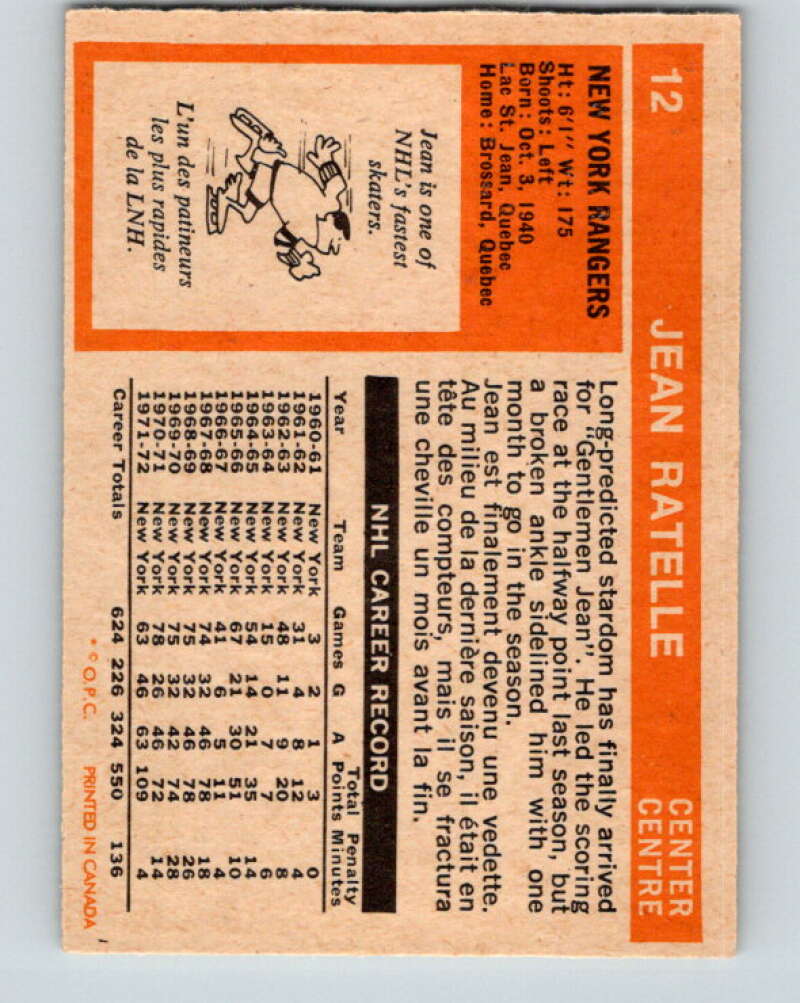 12 JEAN RATELLE CENTER
CENTRE
NEW YORK RANGERS
Ht: 6'1" Wt: 175
Shoots: Left
Born: Oct. 3, 1940
Lac St. Jean, Quebec
Home: Brossard, Quebec
Jean is one of
NHL's fastest
skaters.
L'un des patineurs
les plus rapides
de la LNH.
Long-predicted stardom has finally arrived
for "Gentlemen Jean". He led the scoring
race at the halfway point last season, but
a broken ankle sidelined him with one
month to go in the season.
Jean est finalement devenu une vedette.
Au milieu de la dernière saison, il était en
tête des compteurs, mais il se fractura
une cheville un mois avant la fin.
NHL CAREER RECORD
Total Penalty
Year Team Games G A Points Minutes
1960-61 New York 3 2 1 3 0
1961-62 New York 31 4 8 12 4
1962-63 New York 48 11 9 20 8
1963-64 New York 15 0 7 7 6
1964-65 New York 54 14 21 35 14
1965-66 New York 67 21 30 51 10
1966-67 New York 41 6 5 11 4
1967-68 New York 74 32 46 78 18
1968-69 New York 75 32 46 78 26
1969-70 New York 75 32 42 74 28
1970-71 New York 78 26 46 72 14
1971-72 New York 63 46 63 109 4
Career Totals 624 226 324 550 136
* © O.P.C. PRINTED IN CANADA